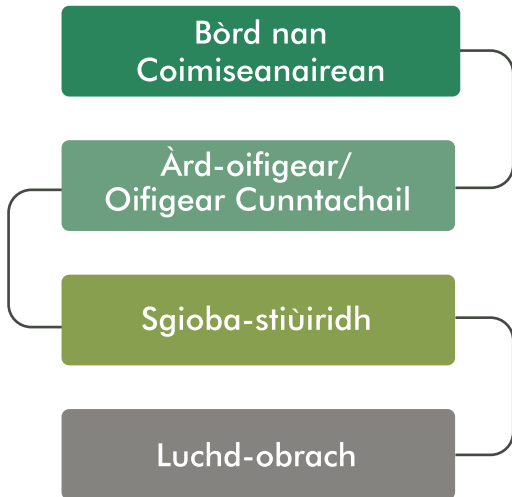 Bòrd nan
Coimiseanairean
Àrd-oifigear/
Oifigear Cunntachail
Sgioba-stiùiridh
Luchd-obrach